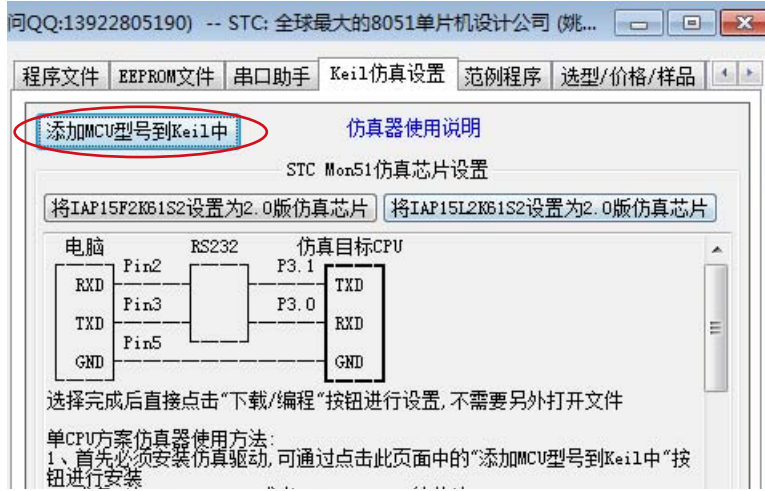 问QQ:13922805190) -- STC: 全球最大的8051单片机设计公司 (姚...
程序文件 EEPROM文件 串口助手 Keil仿真设置 范例程序 选型/价格/样品
添加MCU型号到Keil中 仿真器使用说明
STC Mon51仿真芯片设置
将IAP15F2K61S2设置为2.0版仿真芯片 将IAP15L2K61S2设置为2.0版仿真芯片
电脑 RS232 仿真目标CPU
Pin2 P3.1
RXD TXD
Pin3 P3.0
TXD RXD
Pin5
GND GND
选择完成后直接点击"下载/编程"按钮进行设置,不需要另外打开文件
单CPU方案仿真器使用方法:
1、首先必须安装仿真驱动,可通过点击此页面中的"添加MCU型号到Keil中"按
钮进行安装